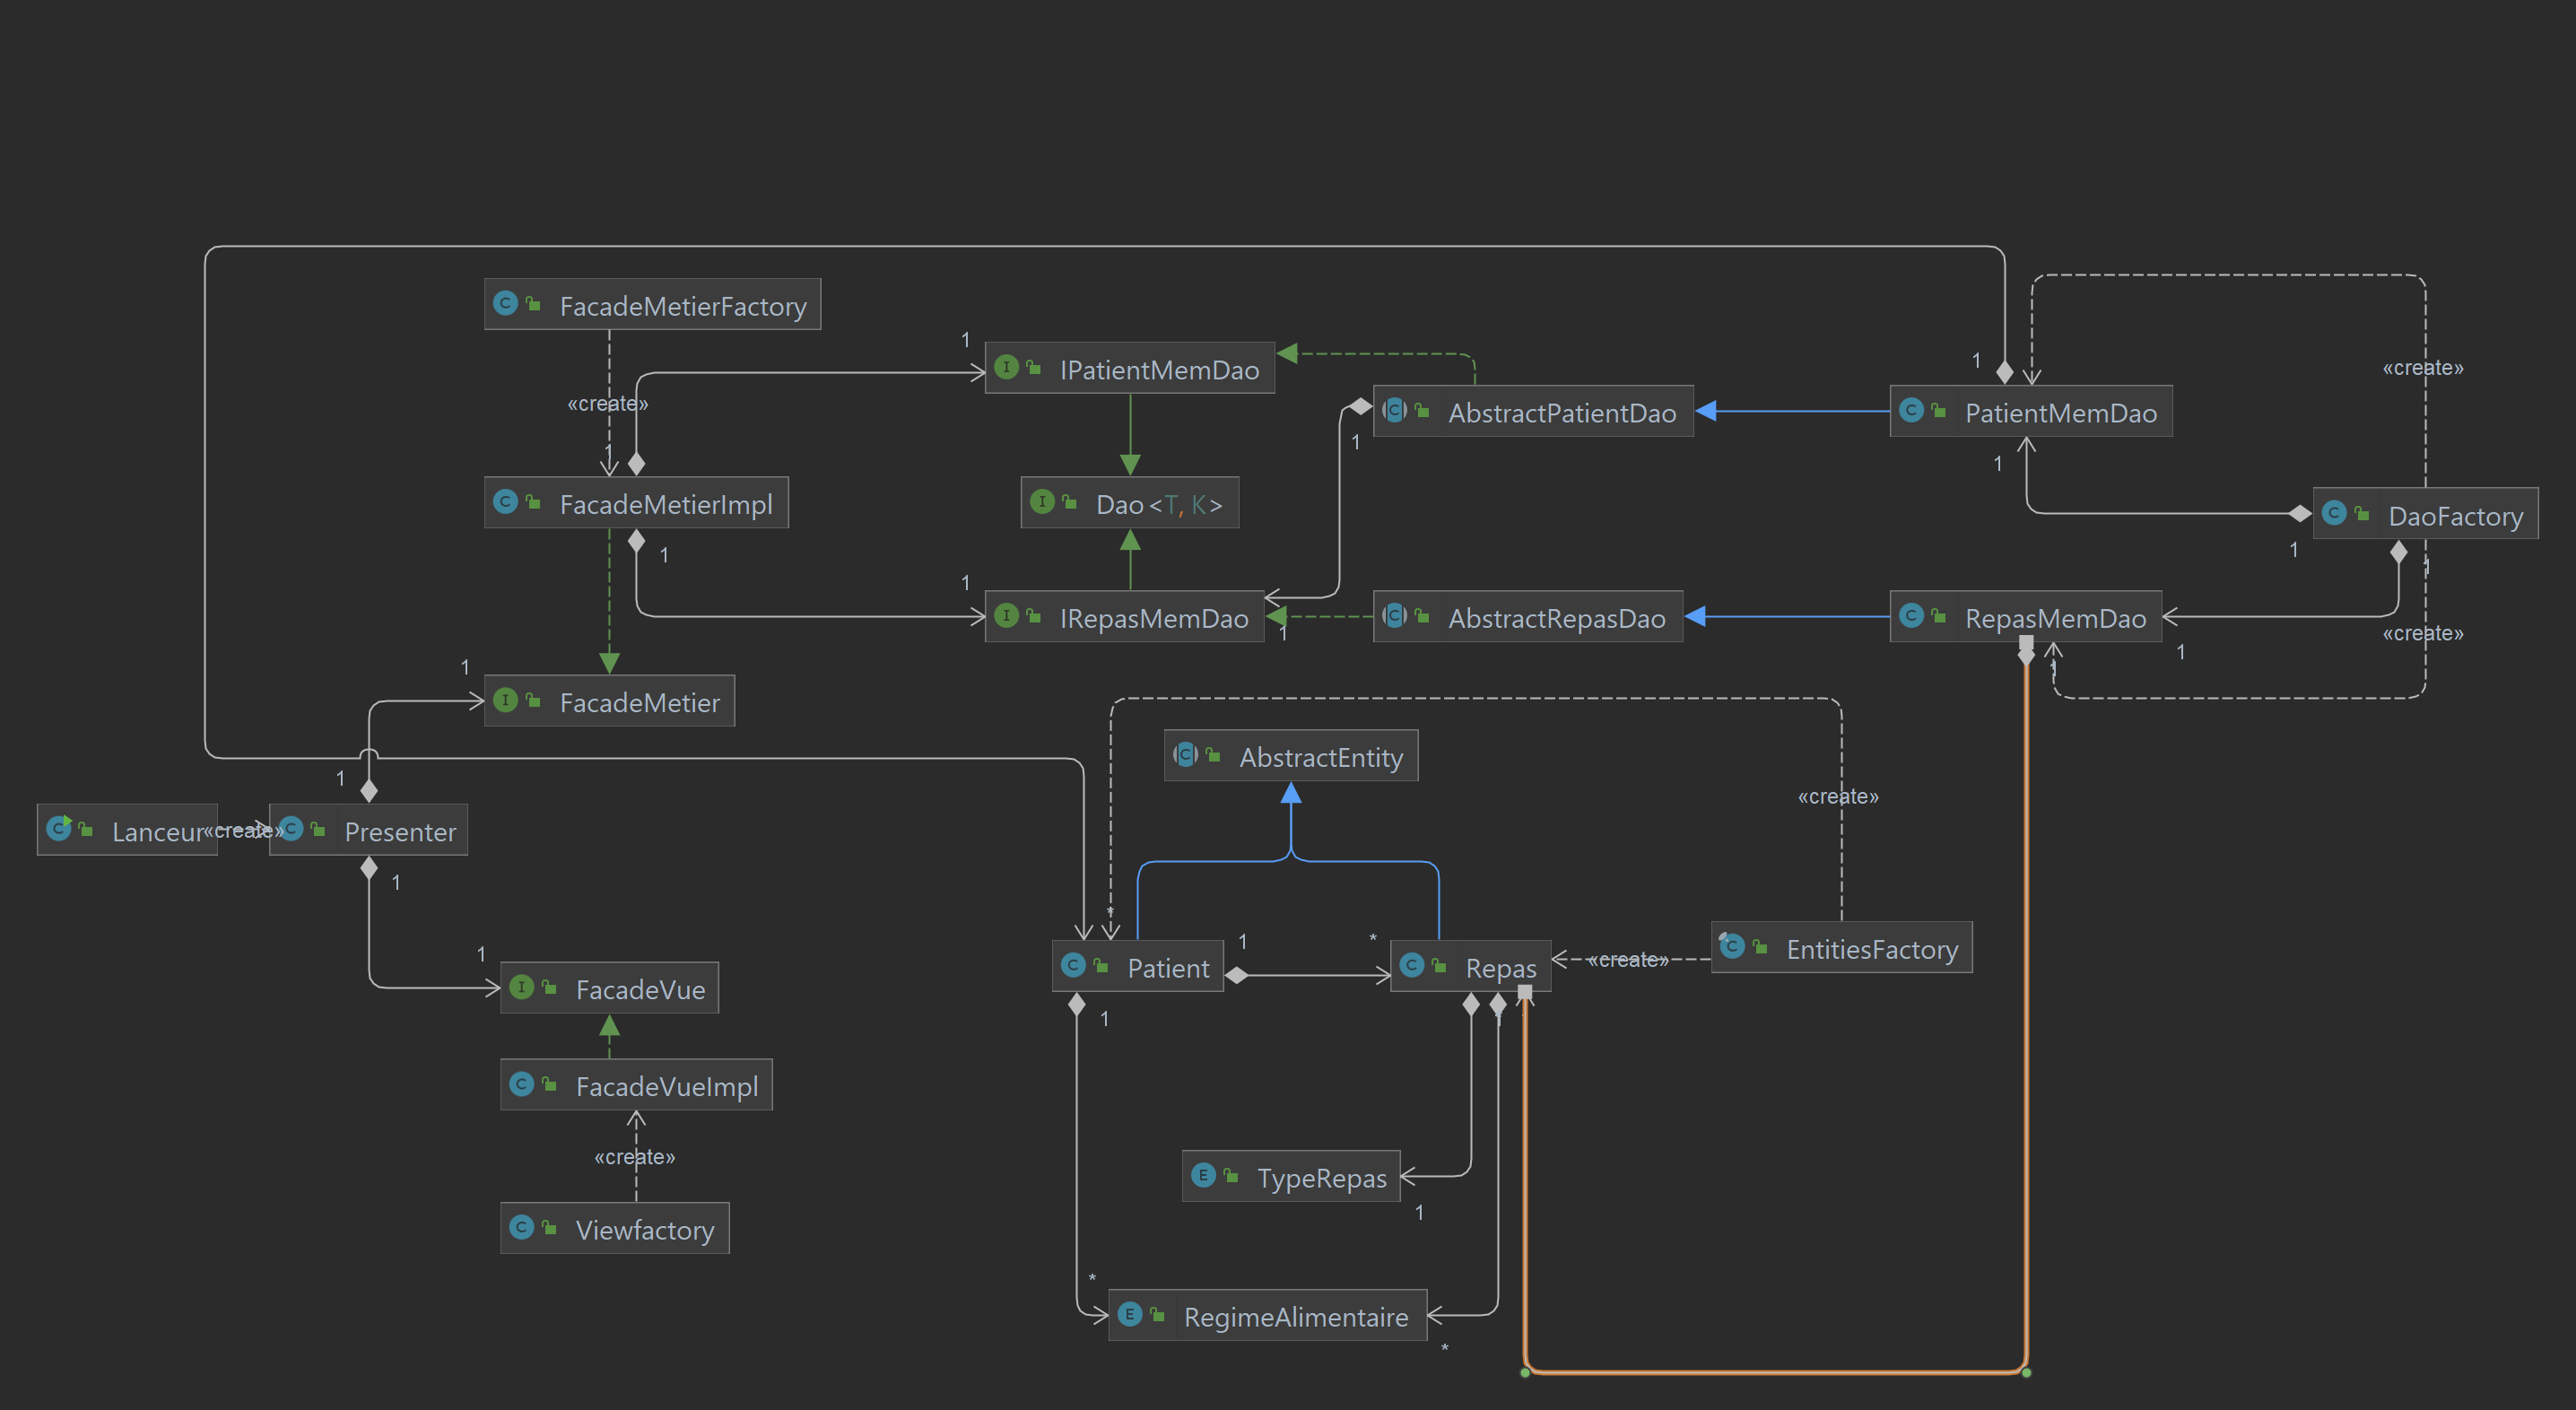 FacadeMetierFactory
1
IPatientMemDao
1
«create»
«create»
AbstractPatientDao
PatientMemDao
1
1
1
FacadeMetierImpl
Dao<T, K>
DaoFactory
1
1
1
1
IRepasMemDao
AbstractRepasDao
RepasMemDao
1
«create»
1
1
1
FacadeMetier
AbstractEntity
1
«create»
Lanceur
«create»
Presenter
1
*
1
*
1
EntitiesFactory
Patient
Repas
«create»
FacadeVue
1
1
FacadeVueImpl
«create»
TypeRepas
1
Viewfactory
*
RegimeAlimentaire
*